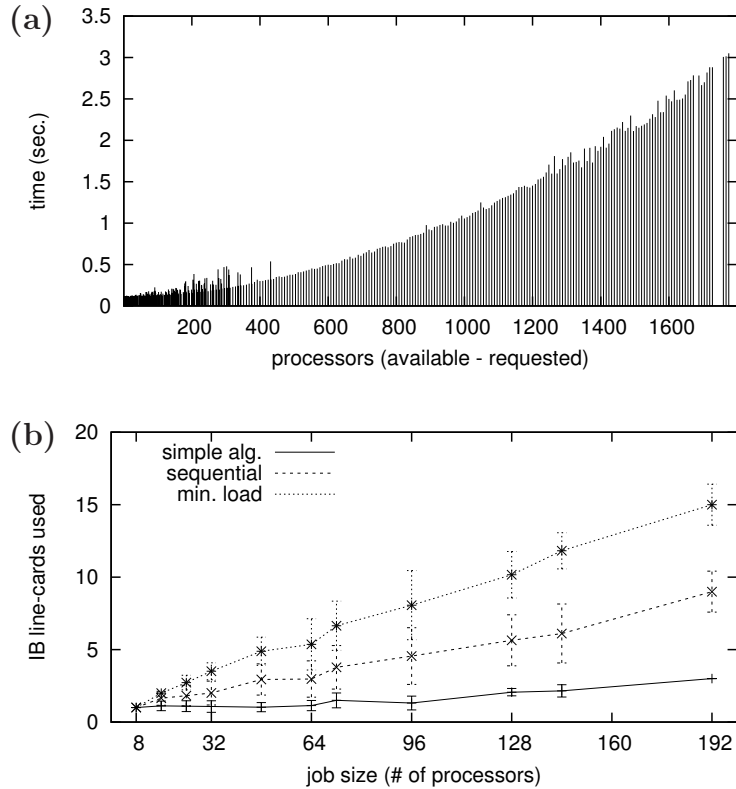 (a)
3.5
3
2.5
2
1.5
1
0.5
0
time (sec.)
200 400 600 800 1000 1200 1400 1600
processors (available - requested)
(b)
20
15
10
5
0
IB line-cards used
simple alg.
sequential
min. load
8 32 64 96 128 160 192
job size (# of processors)